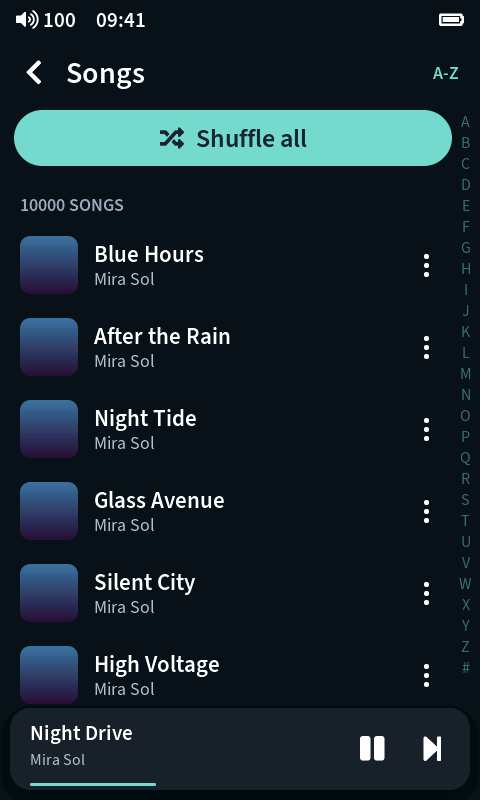 100 09:41
Songs
A-Z
Shuffle all
10000 SONGS
Blue Hours
Mira Sol
After the Rain
Mira Sol
Night Tide
Mira Sol
Glass Avenue
Mira Sol
Silent City
Mira Sol
High Voltage
Mira Sol
A
B
C
D
E
F
G
H
I
J
K
L
M
N
O
P
Q
R
S
T
U
V
W
X
Y
Z
#
Night Drive
Mira Sol